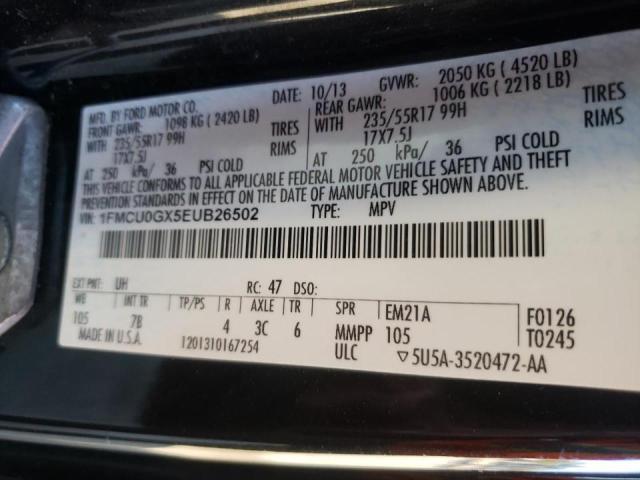 MFD. BY FORD MOTOR CO.
DATE: 10/13 GVWR: 2050 KG ( 4520 LB)
FRONT GAWR: 1098 KG ( 2420 LB) REAR GAWR: 1006 KG ( 2218 LB)
WITH 235/55R17 99H TIRES WITH 235/55R17 99H TIRES
17X7.5J RIMS 17X7.5J RIMS
AT 250 kPa/ 36 PSI COLD AT 250 kPa/ 36 PSI COLD
THIS VEHICLE CONFORMS TO ALL APPLICABLE FEDERAL MOTOR VEHICLE SAFETY AND THEFT
PREVENTION STANDARDS IN EFFECT ON THE DATE OF MANUFACTURE SHOWN ABOVE.
VIN: 1FMCU0GX5EUB26502 TYPE: MPV
EXT PNT: UH RC: 47 DSO:
WB INT TR TP/PS R AXLE TR SPR EM21A F0126
105 7B 4 3C 6 MMPP 105 T0245
MADE IN U.S.A. 1201310167254 ULC ▽5U5A-3520472-AA